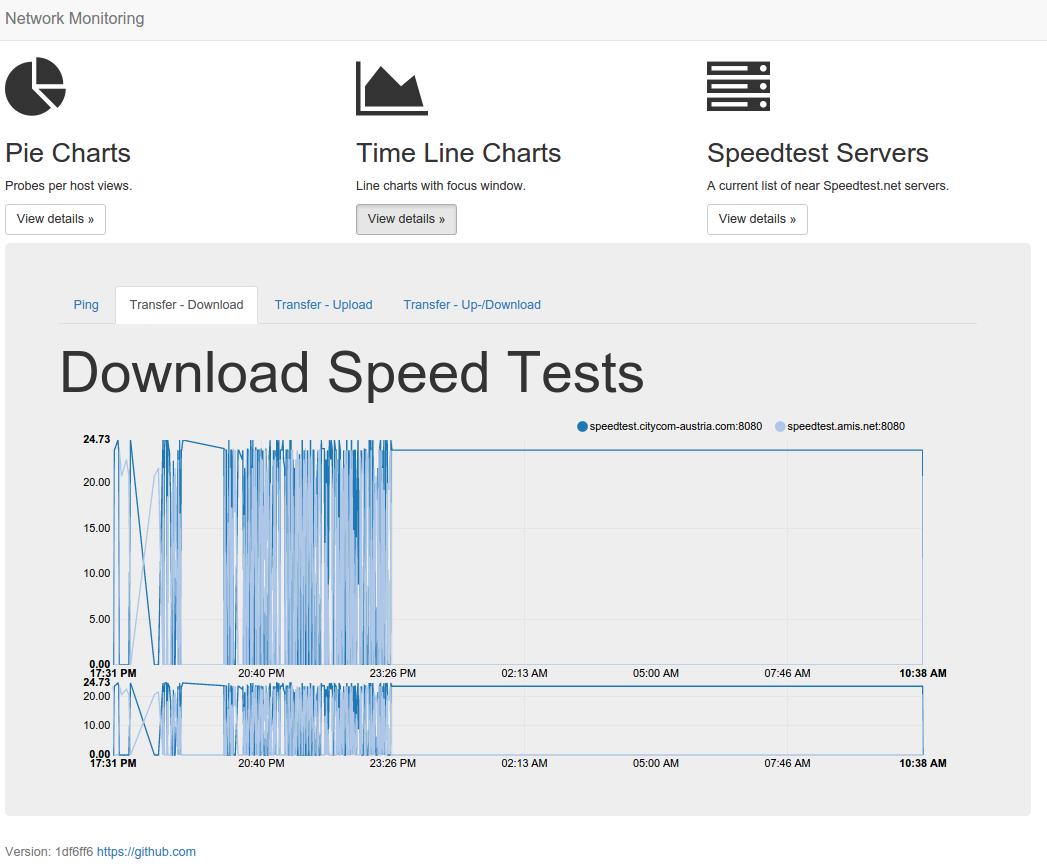 Network Monitoring
Pie Charts
Probes per host views.
View details »
Time Line Charts
Line charts with focus window.
View details »
Speedtest Servers
A current list of near Speedtest.net servers.
View details »
Ping
Transfer - Download
Transfer - Upload
Transfer - Up-/Download
Download Speed Tests
speedtest.citycom-austria.com:8080
speedtest.amis.net:8080
24.73
20.00
15.00
10.00
5.00
0.00
17:31 PM
20:40 PM
23:26 PM
02:13 AM
05:00 AM
07:46 AM
10:38 AM
24.73
20.00
10.00
0.00
17:31 PM
20:40 PM
23:26 PM
02:13 AM
05:00 AM
07:46 AM
10:38 AM
Version: 1df6ff6 https://github.com